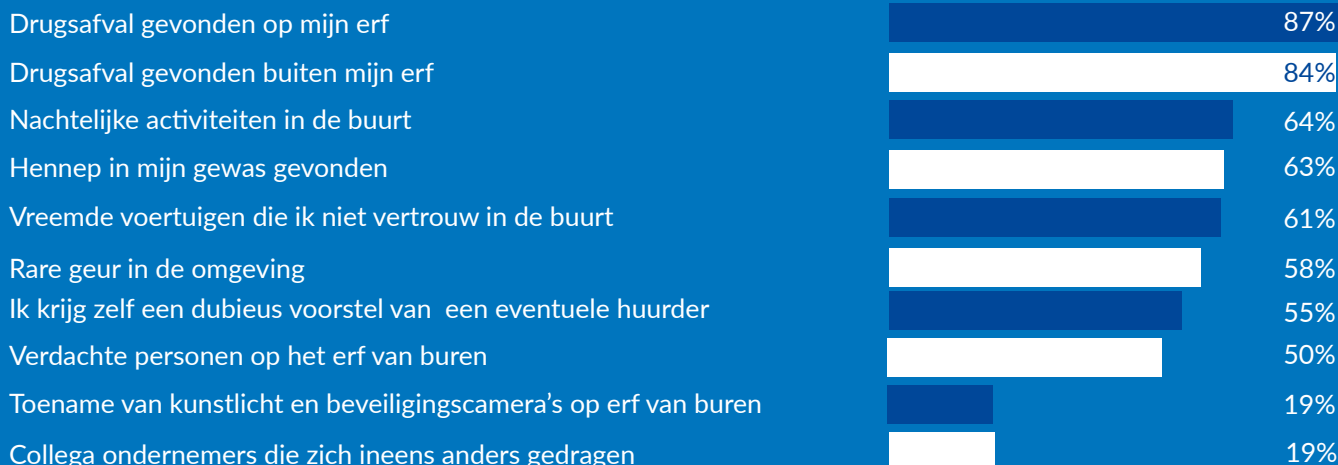 Drugsafval gevonden op mijn erf 87%
Drugsafval gevonden buiten mijn erf 84%
Nachtelijke activiteiten in de buurt 64%
Hennep in mijn gewas gevonden 63%
Vreemde voertuigen die ik niet vertrouw in de buurt 61%
Rare geur in de omgeving 58%
Ik krijg zelf een dubieus voorstel van een eventuele huurder 55%
Verdachte personen op het erf van buren 50%
Toename van kunstlicht en beveiligingscamera’s op erf van buren 19%
Collega ondernemers die zich ineens anders gedragen 19%